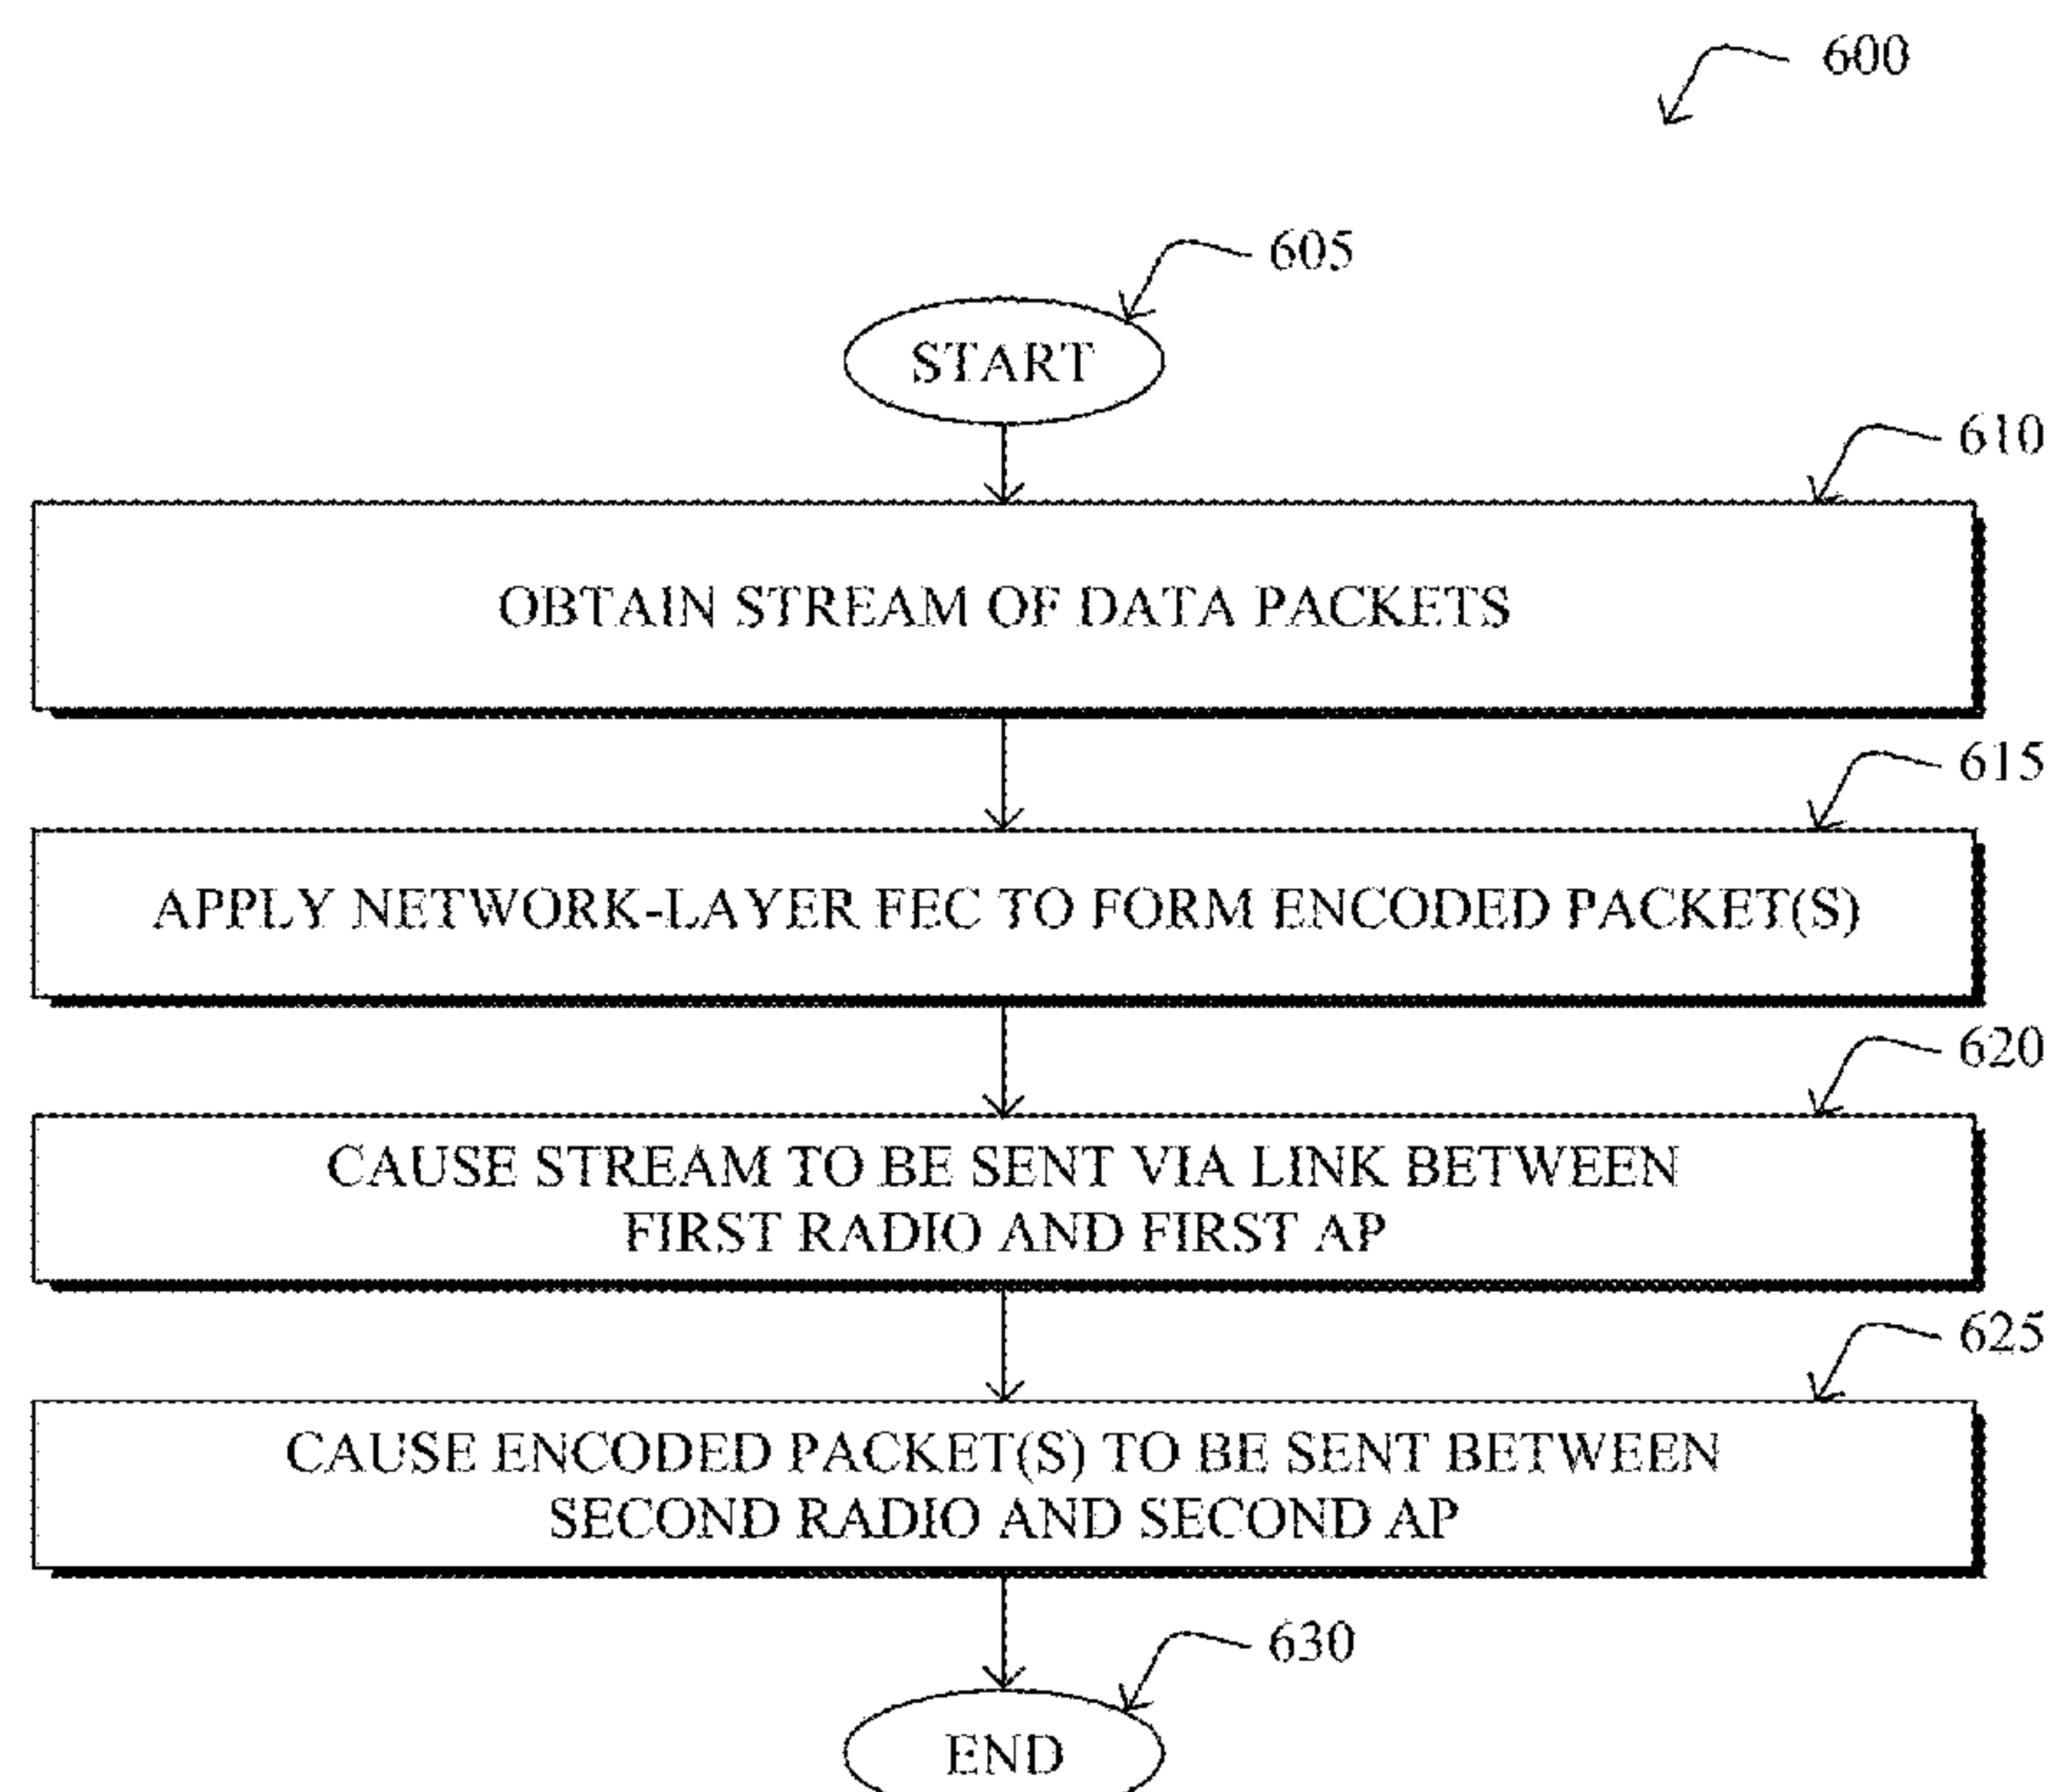 600
605
START
610
OBTAIN STREAM OF DATA PACKETS
615
APPLY NETWORK-LAYER FEC TO FORM ENCODED PACKET(S)
620
CAUSE STREAM TO BE SENT VIA LINK BETWEEN
FIRST RADIO AND FIRST AP
625
CAUSE ENCODED PACKET(S) TO BE SENT BETWEEN
SECOND RADIO AND SECOND AP
630
END